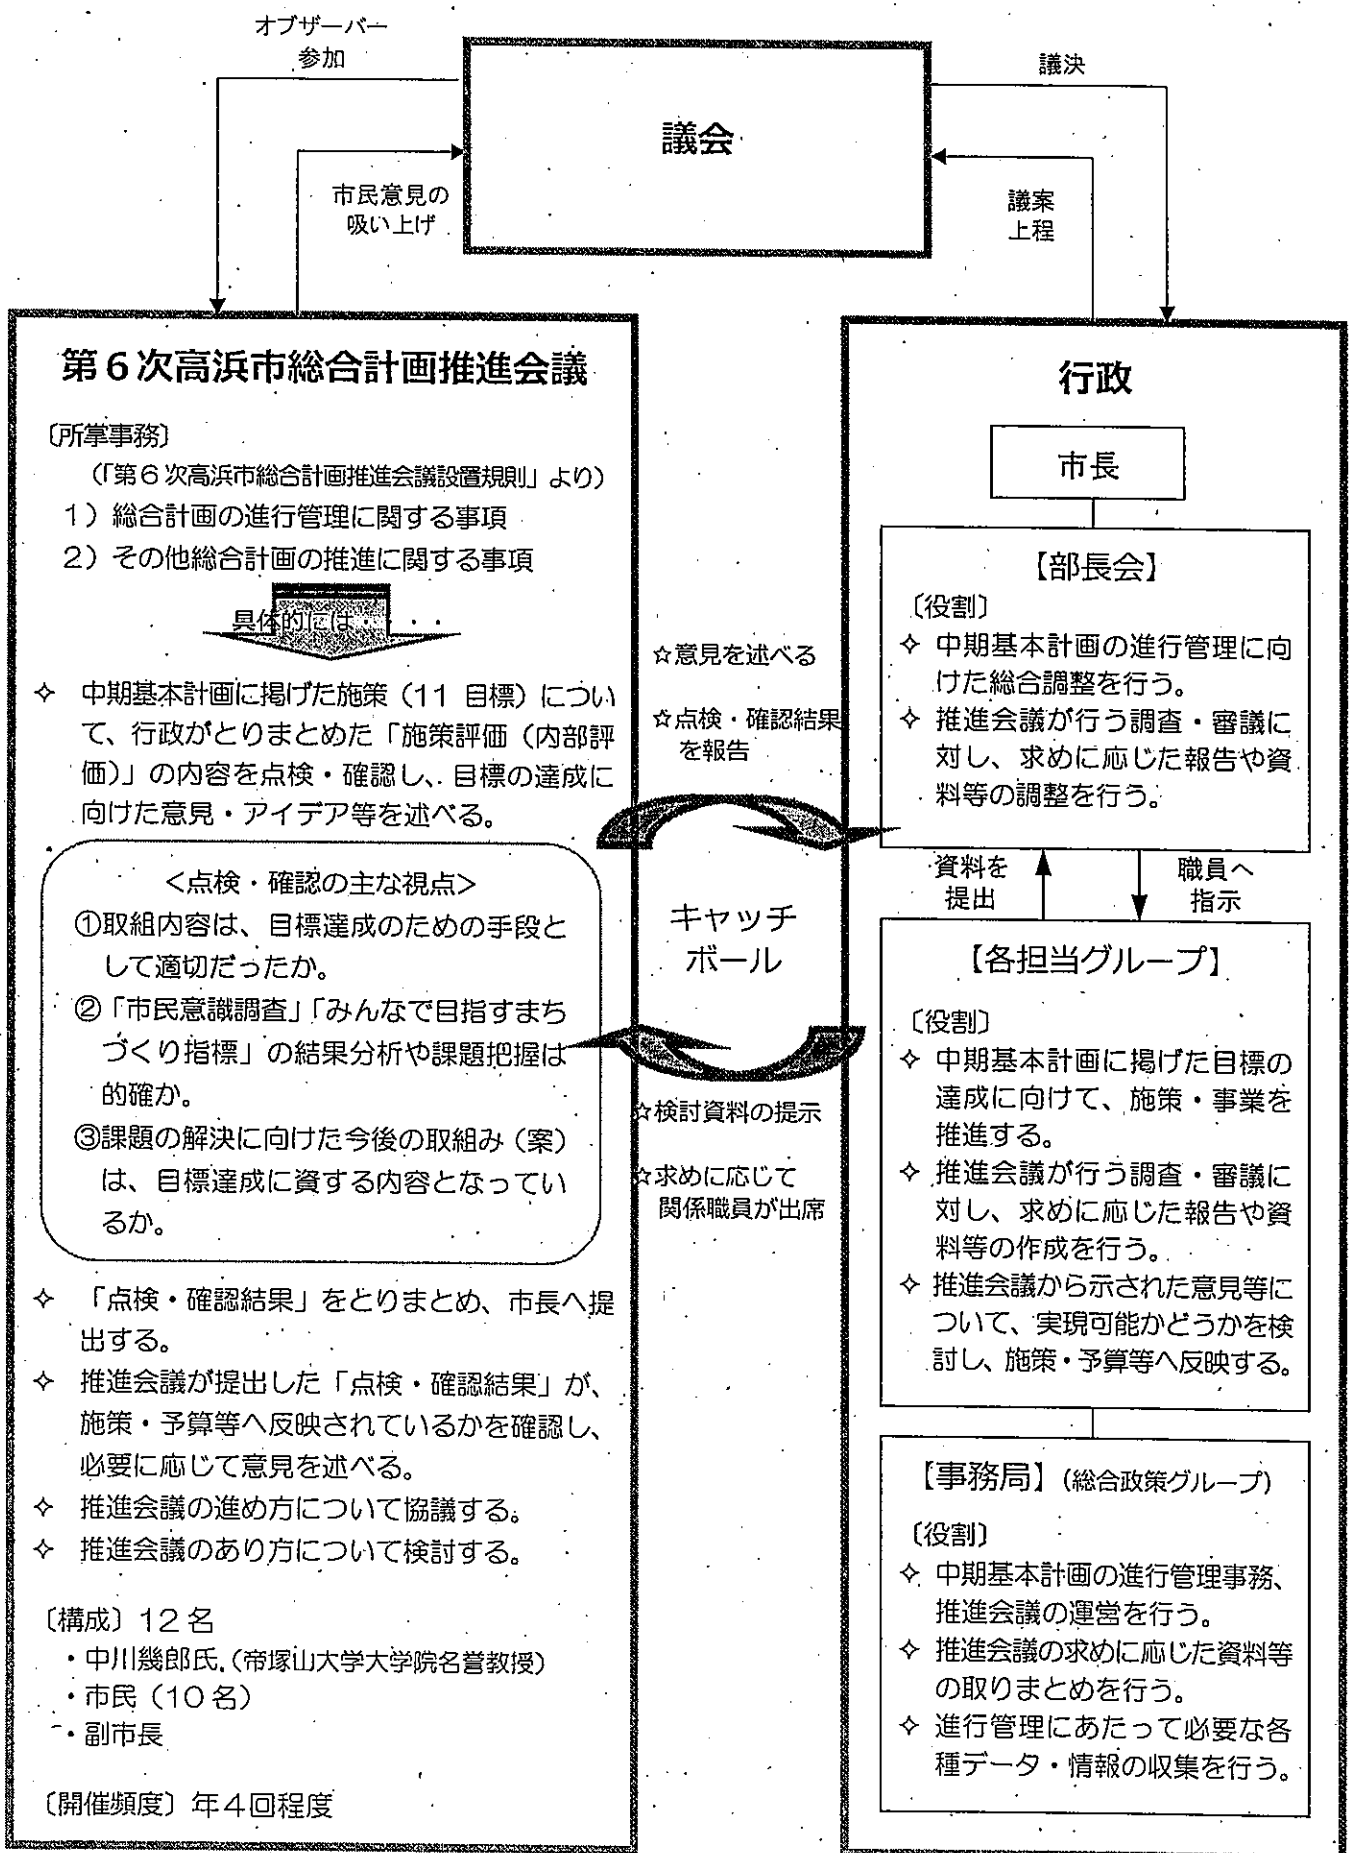 オブザーバー
参加
議決
議会
市民意見の
吸い上げ
議案
上程
第6次高浜市総合計画推進会議
〔所掌事務〕
(「第6次高浜市総合計画推進会議設置規則」より)
1)総合計画の進行管理に関する事項
2)その他総合計画の推進に関する事項
具体的には・・・
✧ 中期基本計画に掲げた施策(11 目標)につい
て、行政がとりまとめた「施策評価(内部評
価)」の内容を点検・確認し、目標の達成に
向けた意見・アイデア等を述べる。
<点検・確認の主な視点>
①取組内容は、目標達成のための手段と
して適切だったか。
②「市民意識調査」「みんなで目指すまち
づくり指標」の結果分析や課題把握は
的確か。
③課題の解決に向けた今後の取組み(案)
は、目標達成に資する内容となってい
るか。
✧ 「点検・確認結果」をとりまとめ、市長へ提
出する。
✧ 推進会議が提出した「点検・確認結果」が、
施策・予算等へ反映されているかを確認し、
必要に応じて意見を述べる。
✧ 推進会議の進め方について協議する。
✧ 推進会議のあり方について検討する。
〔構成〕12名
・中川幾郎氏(帝塚山大学大学院名誉教授)
・市民(10名)
・副市長
〔開催頻度〕年4回程度
☆意見を述べる
☆点検・確認結果
を報告
キャッチ
ボール
☆検討資料の提示
☆求めに応じて
関係職員が出席
行政
市長
【部長会】
〔役割〕
✧ 中期基本計画の進行管理に向
けた総合調整を行う。
✧ 推進会議が行う調査・審議に
対し、求めに応じた報告や資
料等の調整を行う。
資料を
提出
職員へ
指示
【各担当グループ】
〔役割〕
✧ 中期基本計画に掲げた目標の
達成に向けて、施策・事業を
推進する。
✧ 推進会議が行う調査・審議に
対し、求めに応じた報告や資
料等の作成を行う。
✧ 推進会議から示された意見等に
ついて、実現可能かどうかを検
討し、施策・予算等へ反映する。
【事務局】(総合政策グループ)
〔役割〕
✧ 中期基本計画の進行管理事務、
推進会議の運営を行う。
✧ 推進会議の求めに応じた資料等
の取りまとめを行う。
✧ 進行管理にあたって必要な各
種データ・情報の収集を行う。